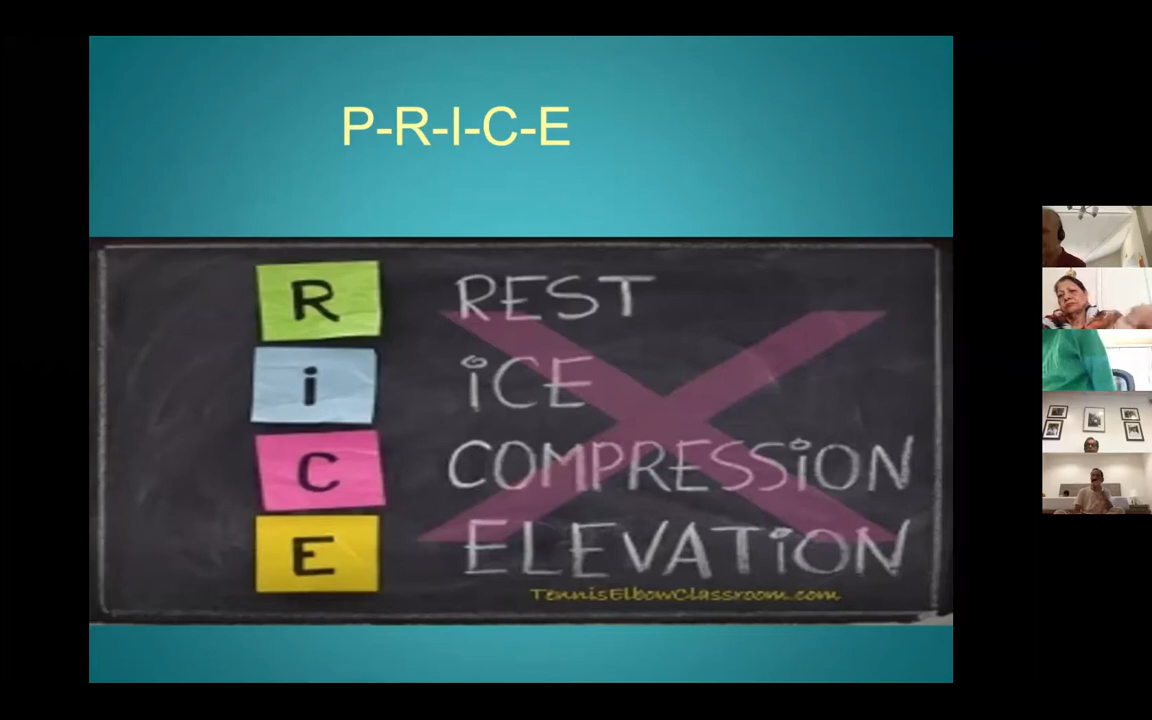 P-R-I-C-E
R REST
i iCE
C COMPRESSiON
E ELEVATiON
TennisElbowClassroom.com